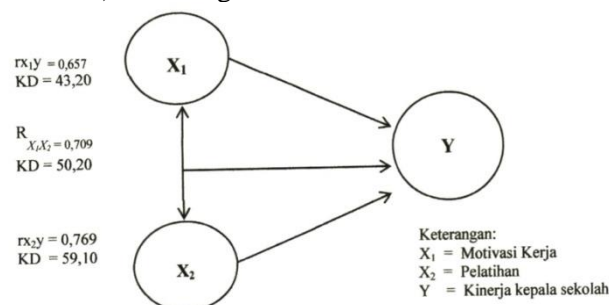 X₁
rx₁y = 0,657
KD = 43,20
R
X₁X₂ = 0,709
KD = 50,20
Y
rx₂y = 0,769
KD = 59,10
X₂
Keterangan:
X₁ = Motivasi Kerja
X₂ = Pelatihan
Y = Kinerja kepala sekolah